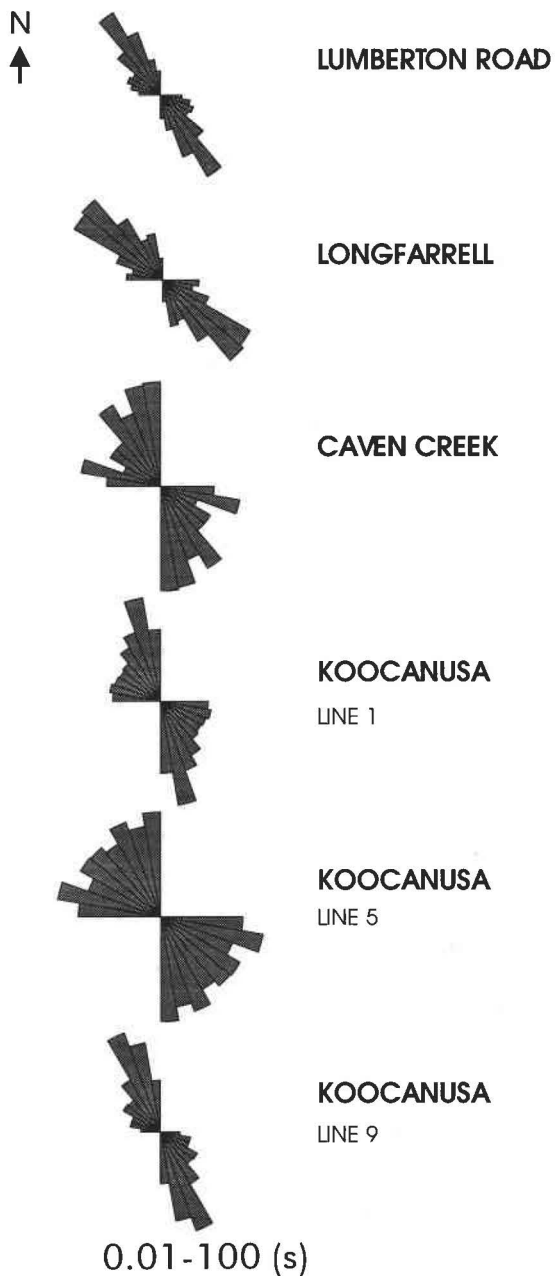 N
LUMBERTON ROAD
LONGFARRELL
CAVEN CREEK
KOOCANUSA
LINE 1
KOOCANUSA
LINE 5
KOOCANUSA
LINE 9
0.01-100 (s)